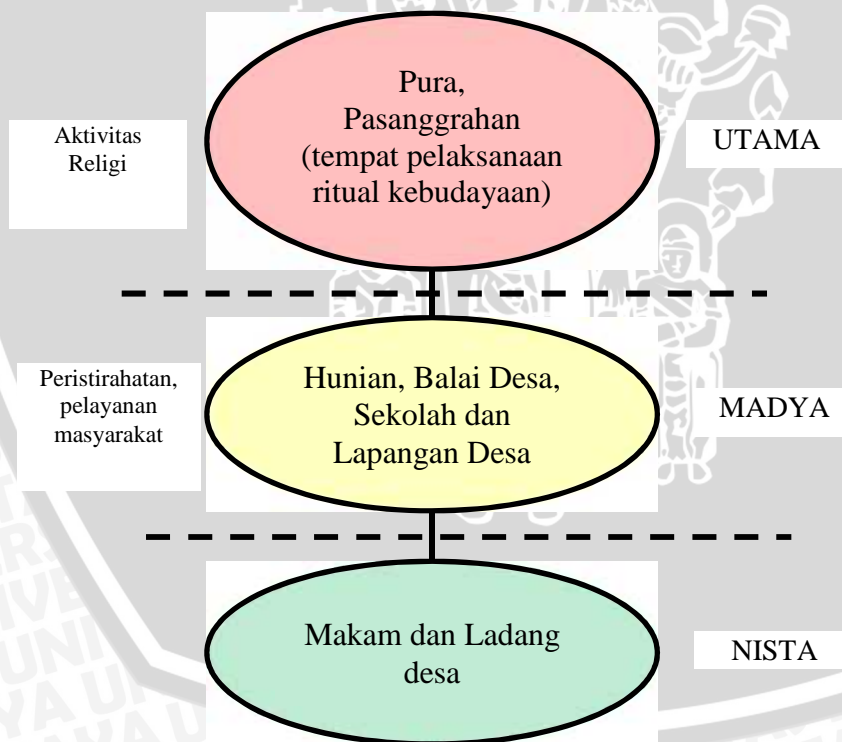 Pura,
Pasanggrahan
(tempat pelaksanaan
ritual kebudayaan)
Aktivitas
Religi
UTAMA
Hunian, Balai Desa,
Sekolah dan
Lapangan Desa
Peristirahatan,
pelayanan
masyarakat
MADYA
Makam dan Ladang
desa
NISTA